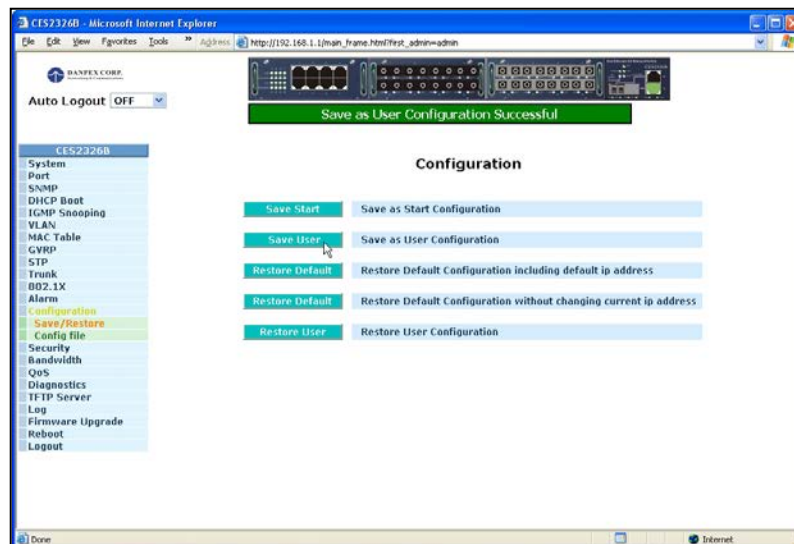 CES2326B - Microsoft Internet Explorer
File Edit View Favorites Tools » Address http://192.168.1.1/main_frame.html?first_admin=admin
DANPEX CORP.
Auto Logout OFF
Save as User Configuration Successful
CES2326B
System
Port
SNMP
DHCP Boot
IGMP Snooping
VLAN
MAC Table
GVRP
STP
Trunk
802.1X
Alarm
Configuration
Save/Restore
Config file
Security
Bandwidth
QoS
Diagnostics
TFTP Server
Log
Firmware Upgrade
Reboot
Logout
Configuration
Save Start Save as Start Configuration
Save User Save as User Configuration
Restore Default Restore Default Configuration including default ip address
Restore Default Restore Default Configuration without changing current ip address
Restore User Restore User Configuration
Done Internet